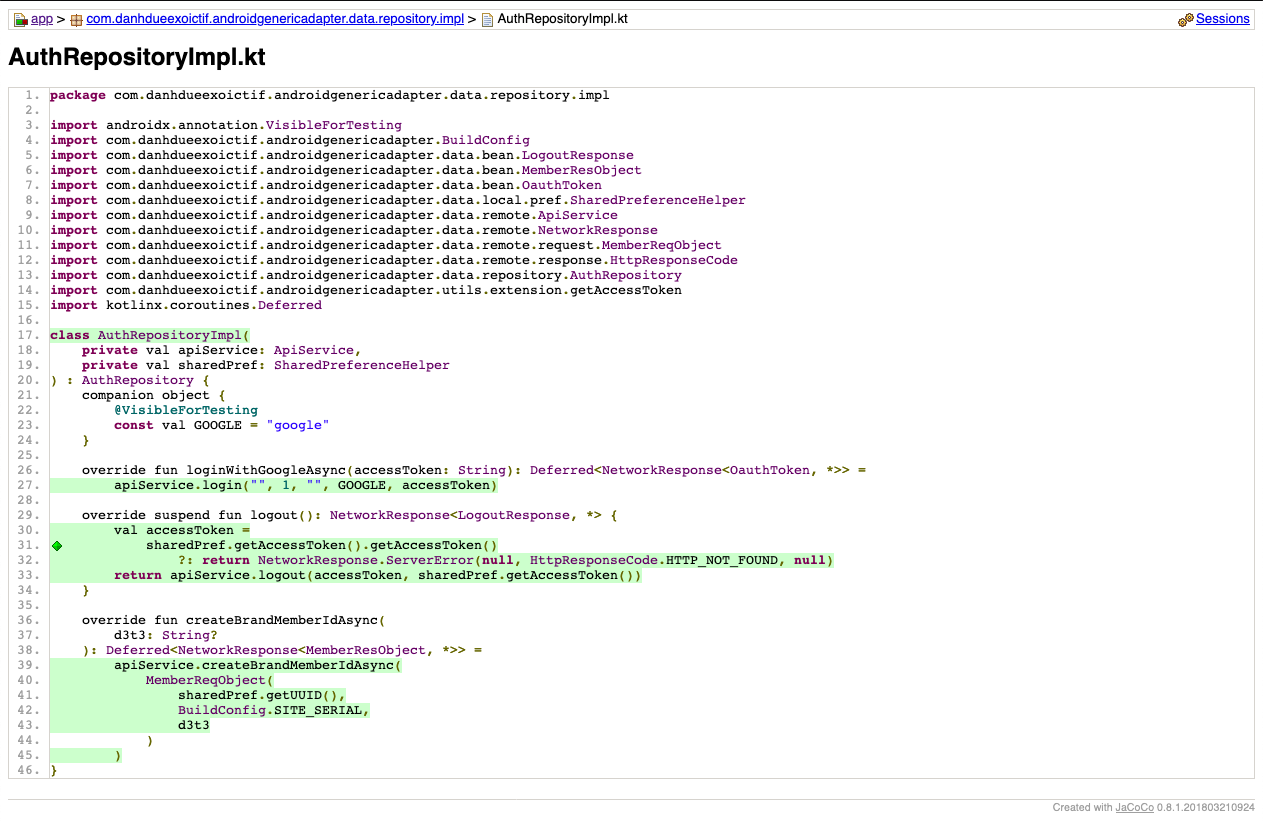 app > com.danhdueexoictif.androidgenericadapter.data.repository.impl > AuthRepositoryImpl.kt Sessions
AuthRepositoryImpl.kt
1. package com.danhdueexoictif.androidgenericadapter.data.repository.impl
2.
3. import androidx.annotation.VisibleForTesting
4. import com.danhdueexoictif.androidgenericadapter.BuildConfig
5. import com.danhdueexoictif.androidgenericadapter.data.bean.LogoutResponse
6. import com.danhdueexoictif.androidgenericadapter.data.bean.MemberResObject
7. import com.danhdueexoictif.androidgenericadapter.data.bean.OauthToken
8. import com.danhdueexoictif.androidgenericadapter.data.local.pref.SharedPreferenceHelper
9. import com.danhdueexoictif.androidgenericadapter.data.remote.ApiService
10. import com.danhdueexoictif.androidgenericadapter.data.remote.NetworkResponse
11. import com.danhdueexoictif.androidgenericadapter.data.remote.request.MemberReqObject
12. import com.danhdueexoictif.androidgenericadapter.data.remote.response.HttpResponseCode
13. import com.danhdueexoictif.androidgenericadapter.data.repository.AuthRepository
14. import com.danhdueexoictif.androidgenericadapter.utils.extension.getAccessToken
15. import kotlinx.coroutines.Deferred
16.
17. class AuthRepositoryImpl(
18.     private val apiService: ApiService,
19.     private val sharedPref: SharedPreferenceHelper
20. ) : AuthRepository {
21.     companion object {
22.         @VisibleForTesting
23.         const val GOOGLE = "google"
24.     }
25.
26.     override fun loginWithGoogleAsync(accessToken: String): Deferred<NetworkResponse<OauthToken, *>> =
27.         apiService.login("", 1, "", GOOGLE, accessToken)
28.
29.     override suspend fun logout(): NetworkResponse<LogoutResponse, *> {
30.         val accessToken =
31.             sharedPref.getAccessToken().getAccessToken()
32.                 ?: return NetworkResponse.ServerError(null, HttpResponseCode.HTTP_NOT_FOUND, null)
33.         return apiService.logout(accessToken, sharedPref.getAccessToken())
34.     }
35.
36.     override fun createBrandMemberIdAsync(
37.         d3t3: String?
38.     ): Deferred<NetworkResponse<MemberResObject, *>> =
39.         apiService.createBrandMemberIdAsync(
40.             MemberReqObject(
41.                 sharedPref.getUUID(),
42.                 BuildConfig.SITE_SERIAL,
43.                 d3t3
44.             )
45.         )
46. }
Created with JaCoCo 0.8.1.201803210924